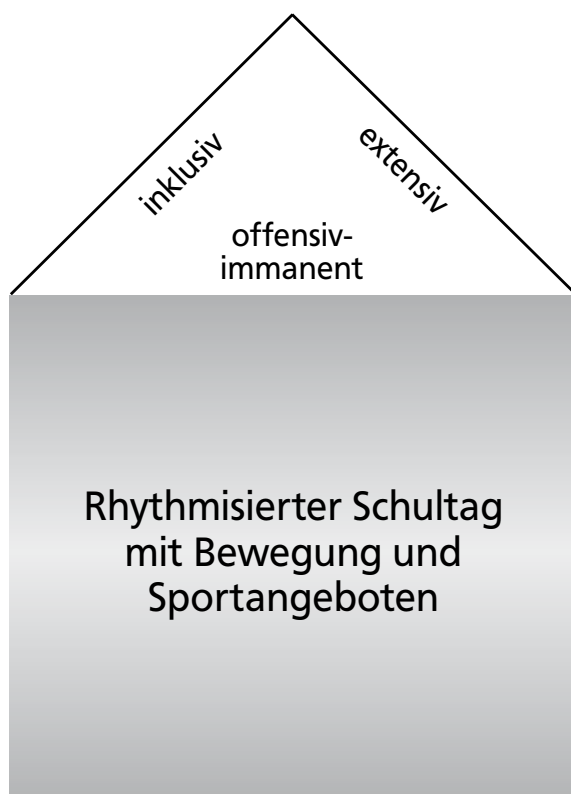 inklusiv
extensiv
offensiv-
immanent
Rhythmisierter Schultag
mit Bewegung und
Sportangeboten